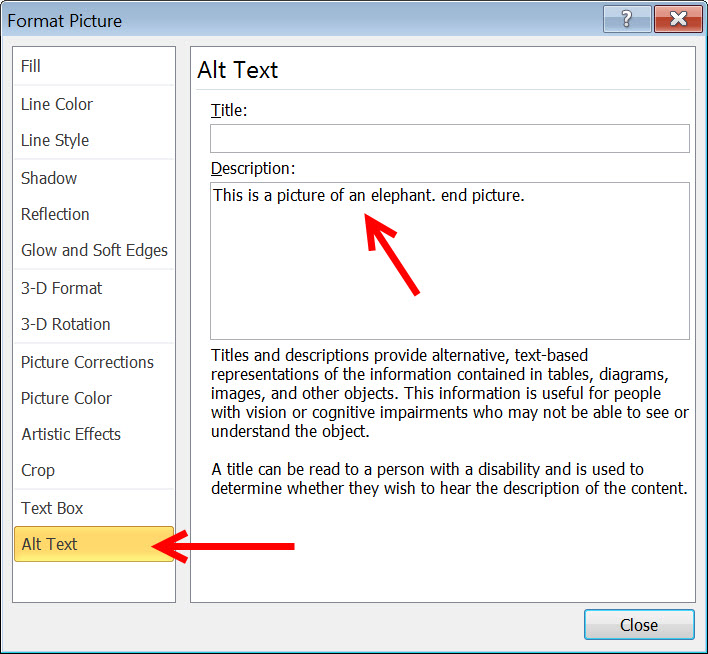 Format Picture
?
Fill
Line Color
Line Style
Shadow
Reflection
Glow and Soft Edges
3-D Format
3-D Rotation
Picture Corrections
Picture Color
Artistic Effects
Crop
Text Box
Alt Text
Alt Text
Title:
Description:
This is a picture of an elephant. end picture.
Titles and descriptions provide alternative, text-based
representations of the information contained in tables, diagrams,
images, and other objects. This information is useful for people
with vision or cognitive impairments who may not be able to see or
understand the object.
A title can be read to a person with a disability and is used to
determine whether they wish to hear the description of the content.
Close